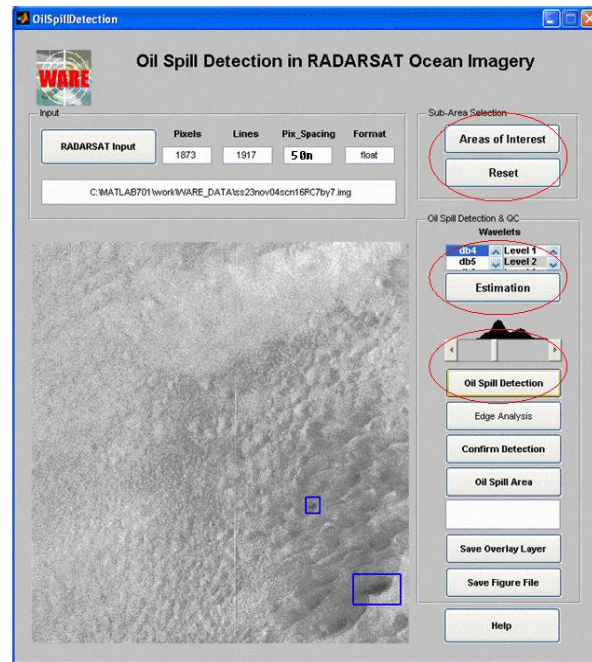 OilSpillDetection
WARE
Oil Spill Detection in RADARSAT Ocean Imagery
Input
RADARSAT Input
Pixels Lines Pix_Spacing Format
1873 1917 50m float
C:\MATLAB701\work\WARE_DATA\ss23nov04scn16RC7by7.img
Sub-Area Selection
Areas of Interest
Reset
Oil Spill Detection & QC
Wavelets
db4 Level 1
db5 Level 2
Estimation
Oil Spill Detection
Edge Analysis
Confirm Detection
Oil Spill Area
Save Overlay Layer
Save Figure File
Help